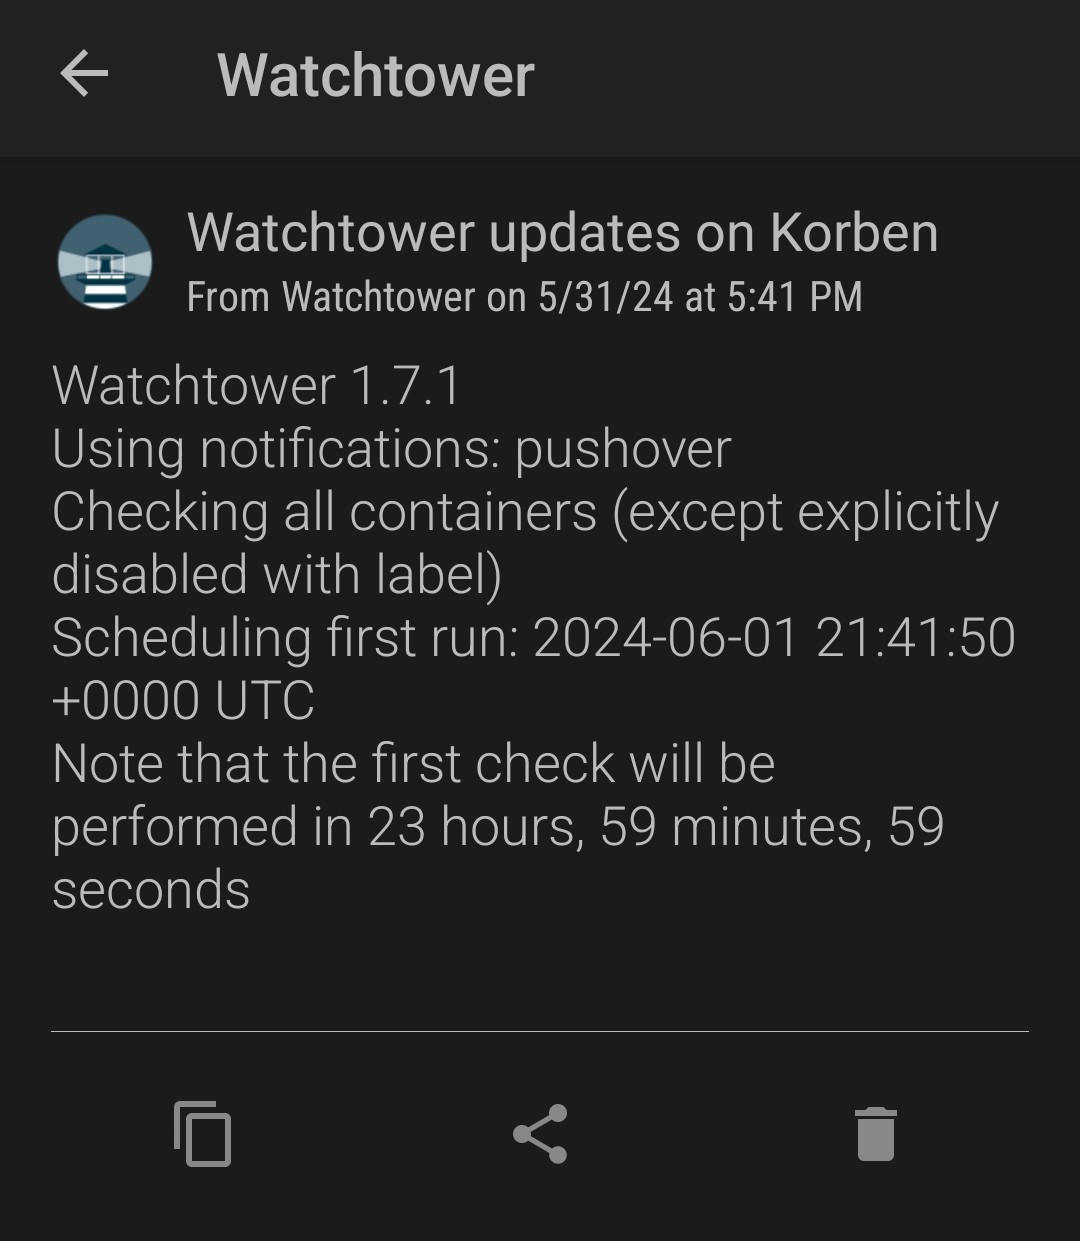 Watchtower
Watchtower updates on Korben
From Watchtower on 5/31/24 at 5:41 PM
Watchtower 1.7.1
Using notifications: pushover
Checking all containers (except explicitly
disabled with label)
Scheduling first run: 2024-06-01 21:41:50
+0000 UTC
Note that the first check will be
performed in 23 hours, 59 minutes, 59
seconds